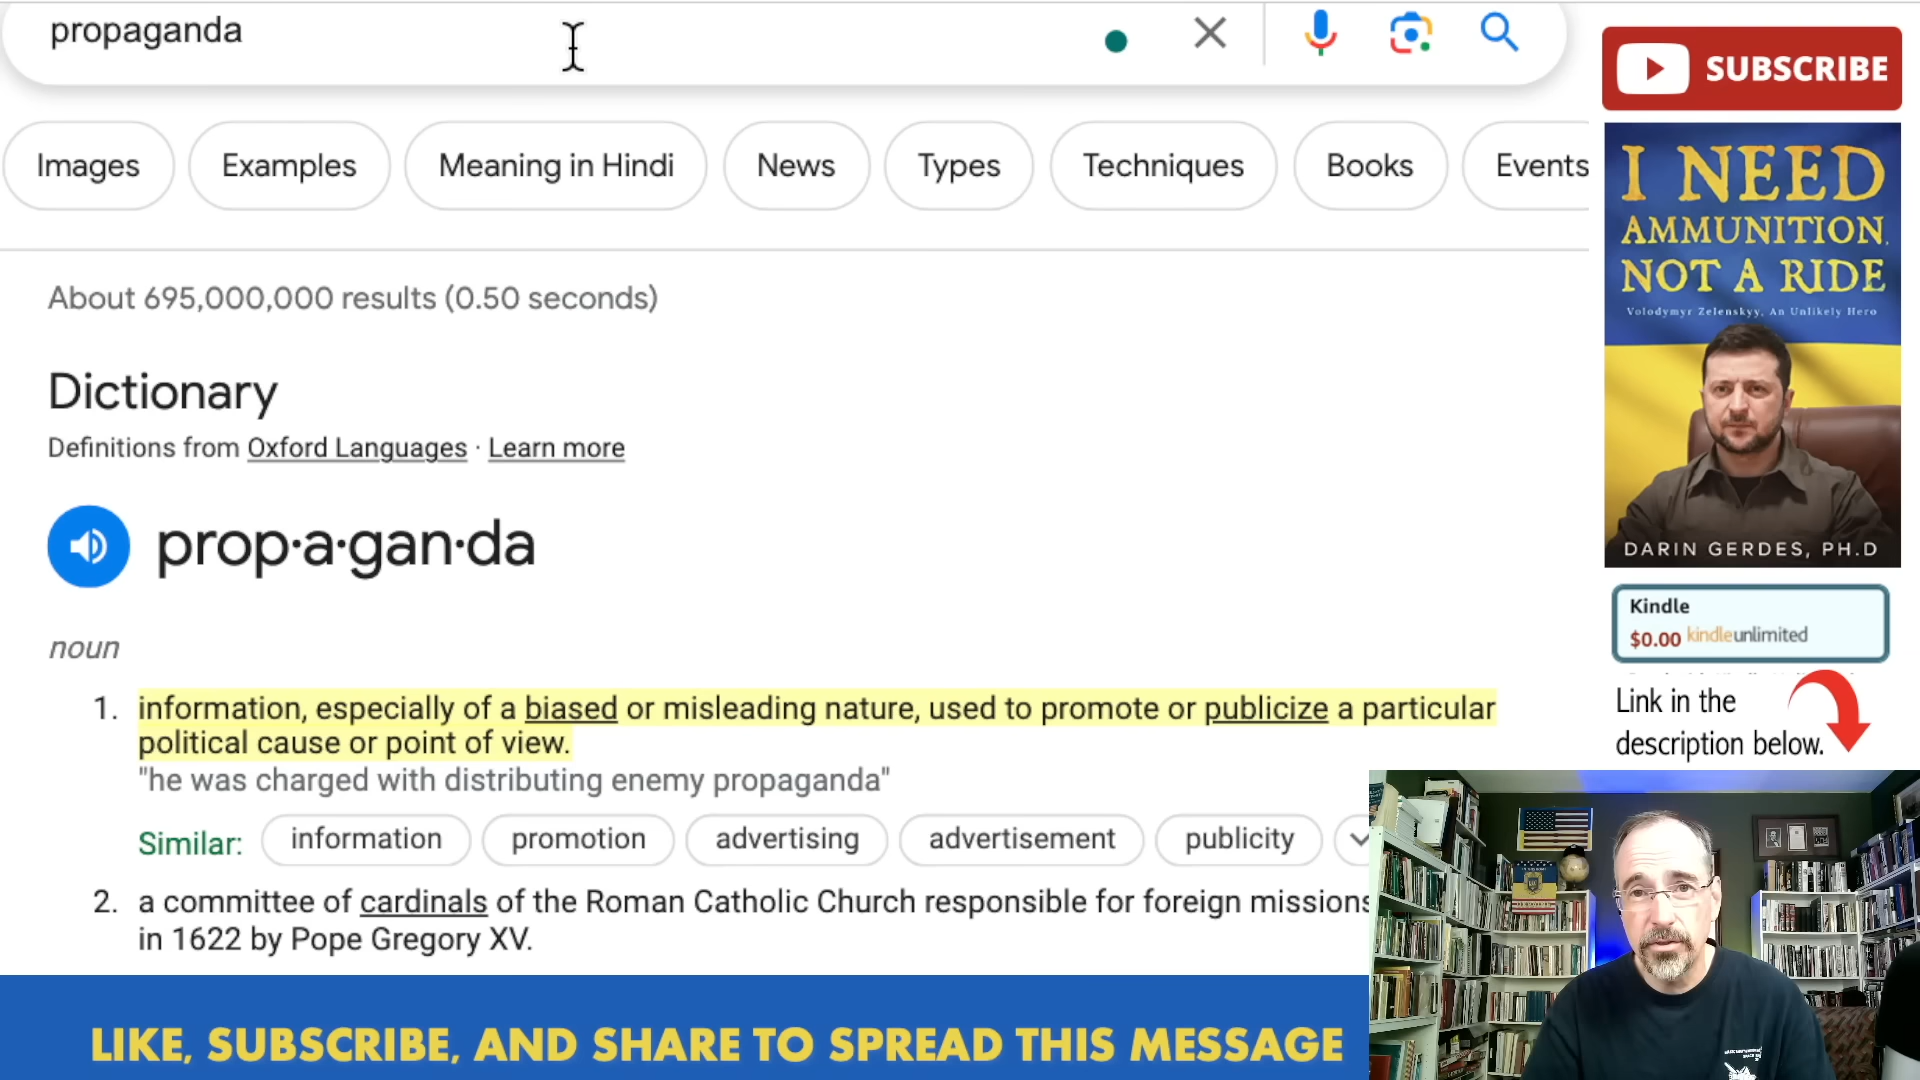 propaganda
Images
Examples
Meaning in Hindi
News
Types
Techniques
Books
Events
About 695,000,000 results (0.50 seconds)
Dictionary
Definitions from Oxford Languages · Learn more
prop·a·gan·da
noun
1. information, especially of a biased or misleading nature, used to promote or publicize a particular
political cause or point of view.
"he was charged with distributing enemy propaganda"
Similar:
information
promotion
advertising
advertisement
publicity
2. a committee of cardinals of the Roman Catholic Church responsible for foreign missions
in 1622 by Pope Gregory XV.
LIKE, SUBSCRIBE, AND SHARE TO SPREAD THIS MESSAGE
SUBSCRIBE
I NEED
AMMUNITION,
NOT A RIDE
Volodymyr Zelenskyy, An Unlikely Hero
DARIN GERDES, PH.D
Kindle
$0.00 kindleunlimited
Link in the
description below.